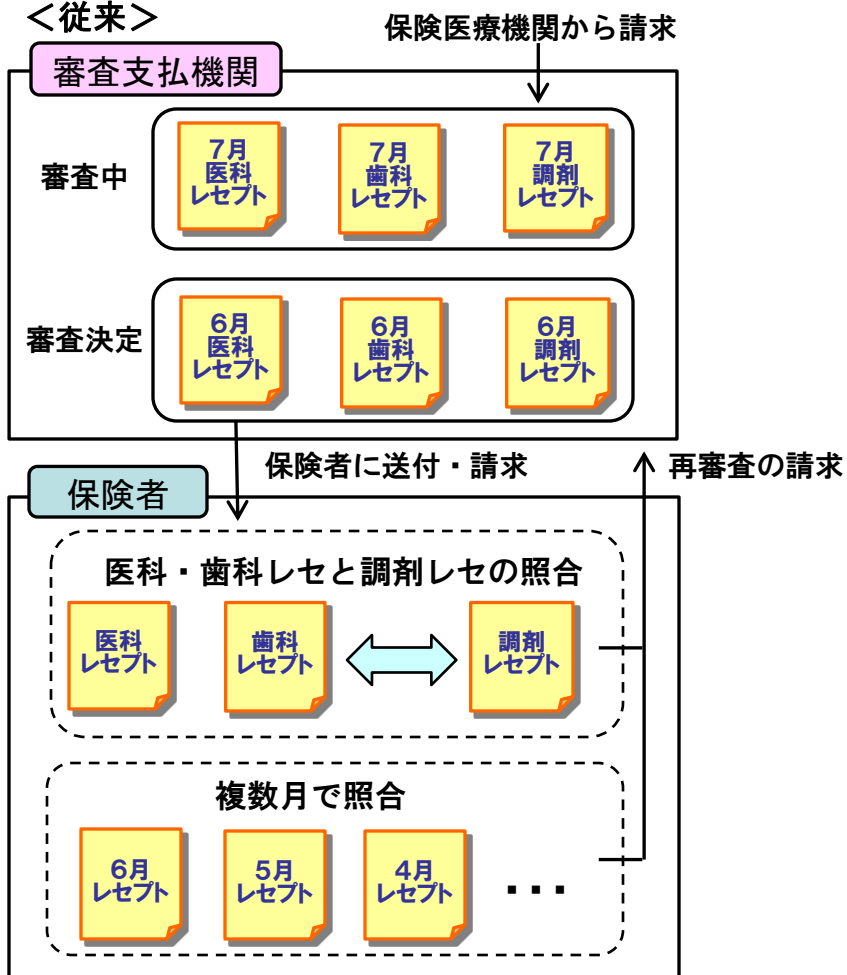 <従来>
保険医療機関から請求
審査支払機関
審査中
7月
医科
レセプト
7月
歯科
レセプト
7月
調剤
レセプト
審査決定
6月
医科
レセプト
6月
歯科
レセプト
6月
調剤
レセプト
保険者に送付・請求
再審査の請求
保険者
医科・歯科レセと調剤レセの照合
医科
レセプト
歯科
レセプト
調剤
レセプト
複数月で照合
6月
レセプト
5月
レセプト
4月
レセプト
・・・